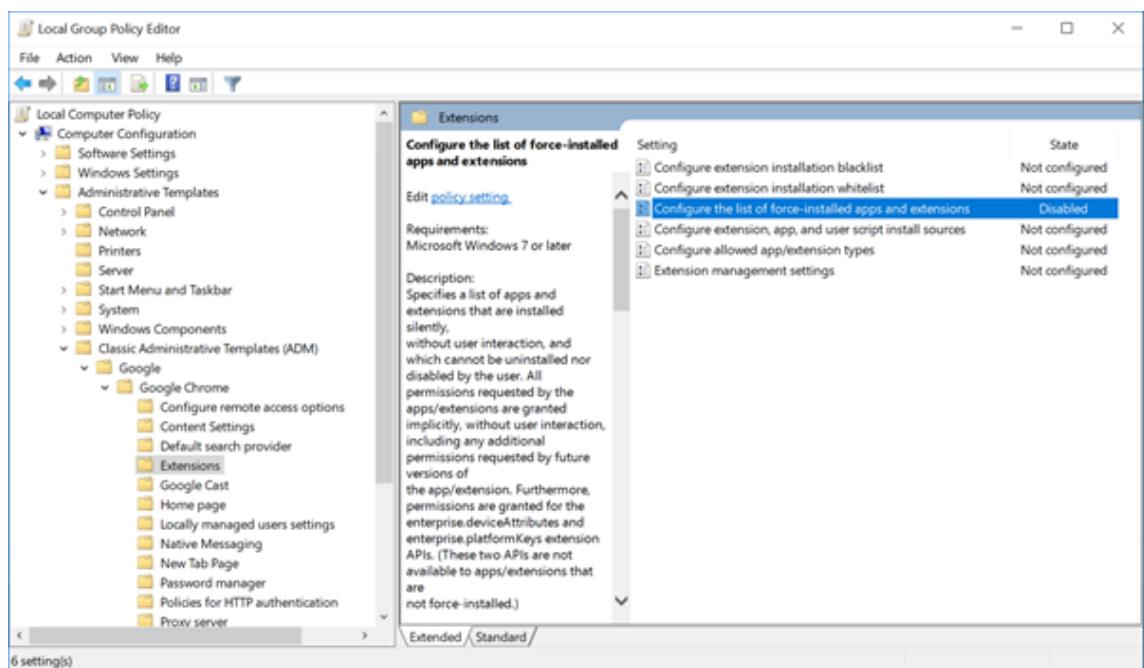 Local Group Policy Editor
File Action View Help
Local Computer Policy
Computer Configuration
Software Settings
Windows Settings
Administrative Templates
Control Panel
Network
Printers
Server
Start Menu and Taskbar
System
Windows Components
Classic Administrative Templates (ADM)
Google
Google Chrome
Configure remote access options
Content Settings
Default search provider
Extensions
Google Cast
Home page
Locally managed users settings
Native Messaging
New Tab Page
Password manager
Policies for HTTP authentication
Proxy server
Extensions
Configure the list of force-installed
apps and extensions
Edit policy setting.
Requirements:
Microsoft Windows 7 or later
Description:
Specifies a list of apps and
extensions that are installed
silently,
without user interaction, and
which cannot be uninstalled nor
disabled by the user. All
permissions requested by the
apps/extensions are granted
implicitly, without user interaction,
including any additional
permissions requested by future
versions of
the app/extension. Furthermore,
permissions are granted for the
enterprise.deviceAttributes and
enterprise.platformKeys extension
APIs. (These two APIs are not
available to apps/extensions that
are
not force-installed.)
Setting State
Configure extension installation blacklist Not configured
Configure extension installation whitelist Not configured
Configure the list of force-installed apps and extensions Disabled
Configure extension, app, and user script install sources Not configured
Configure allowed app/extension types Not configured
Extension management settings Not configured
Extended Standard
6 setting(s)